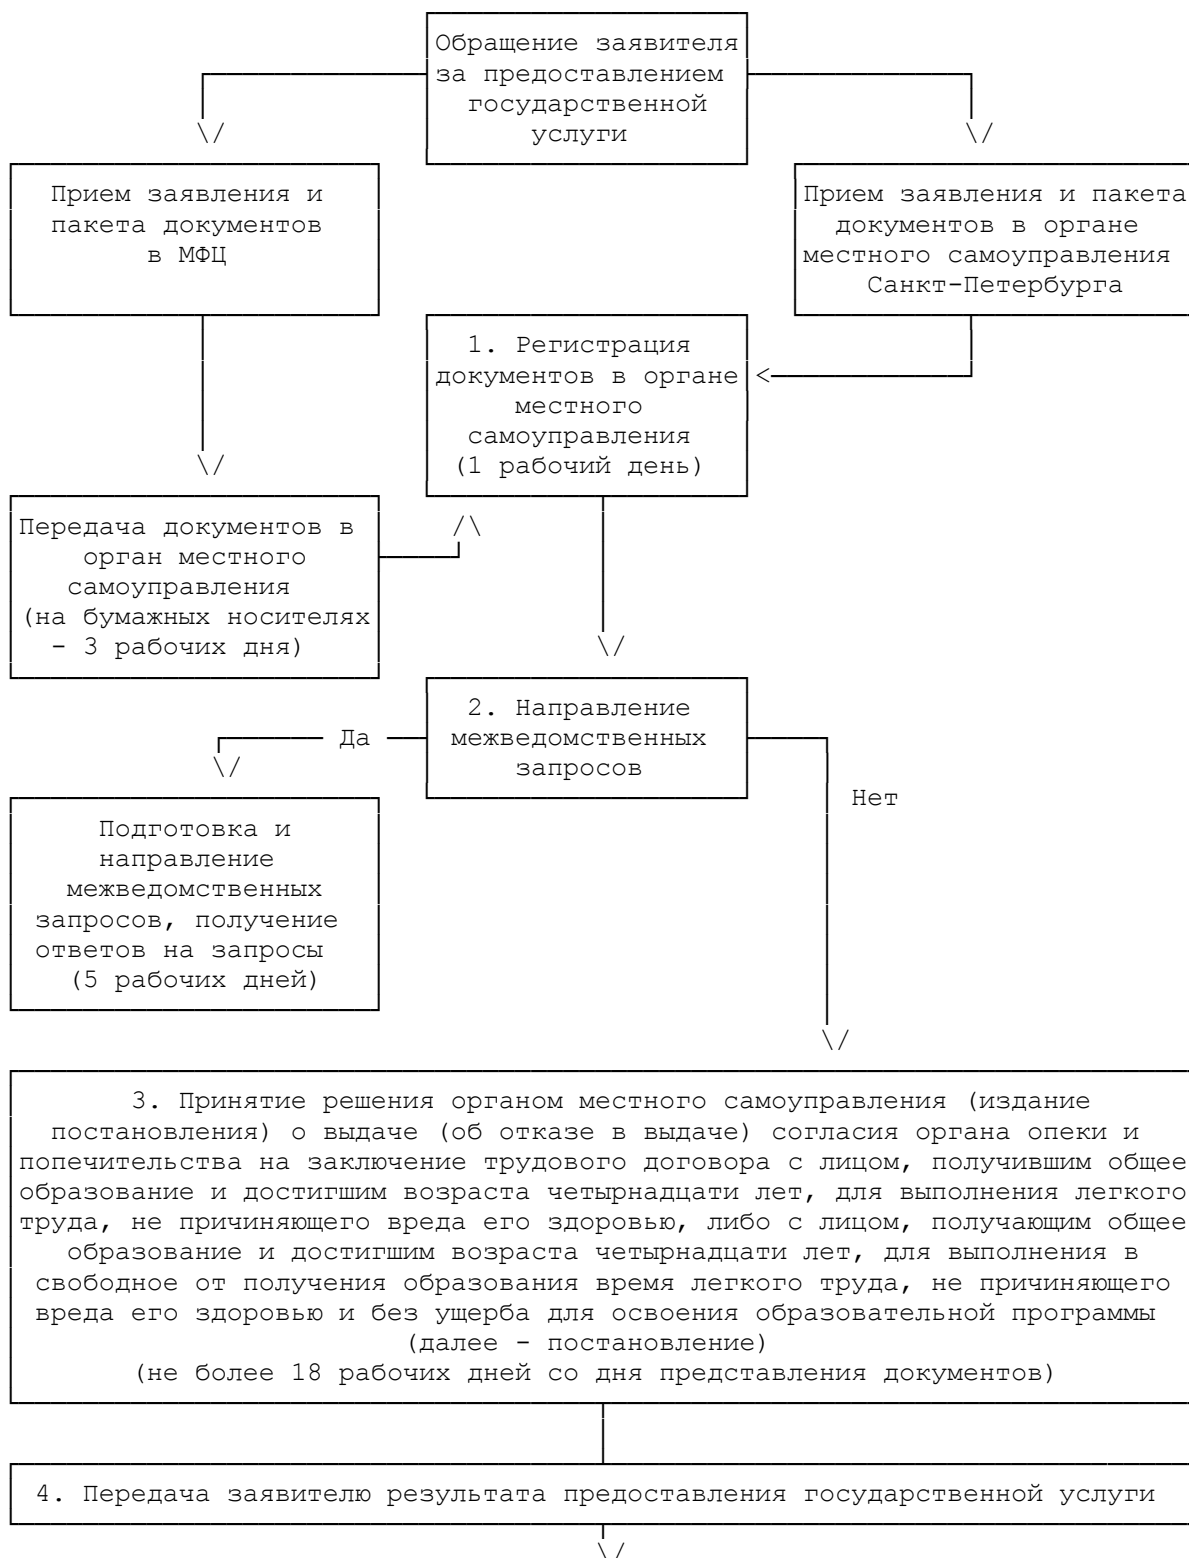 Обращение заявителя
за предоставлением
государственной
услуги
Прием заявления и
пакета документов
в МФЦ
Прием заявления и пакета
документов в органе
местного самоуправления
Санкт-Петербурга
1. Регистрация
документов в органе
местного
самоуправления
(1 рабочий день)
Передача документов в
орган местного
самоуправления
(на бумажных носителях
- 3 рабочих дня)
2. Направление
межведомственных
запросов
Да
Нет
Подготовка и
направление
межведомственных
запросов, получение
ответов на запросы
(5 рабочих дней)
3. Принятие решения органом местного самоуправления (издание
постановления) о выдаче (об отказе в выдаче) согласия органа опеки и
попечительства на заключение трудового договора с лицом, получившим общее
образование и достигшим возраста четырнадцати лет, для выполнения легкого
труда, не причиняющего вреда его здоровью, либо с лицом, получающим общее
образование и достигшим возраста четырнадцати лет, для выполнения в
свободное от получения образования время легкого труда, не причиняющего
вреда его здоровью и без ущерба для освоения образовательной программы
(далее - постановление)
(не более 18 рабочих дней со дня представления документов)
4. Передача заявителю результата предоставления государственной услуги